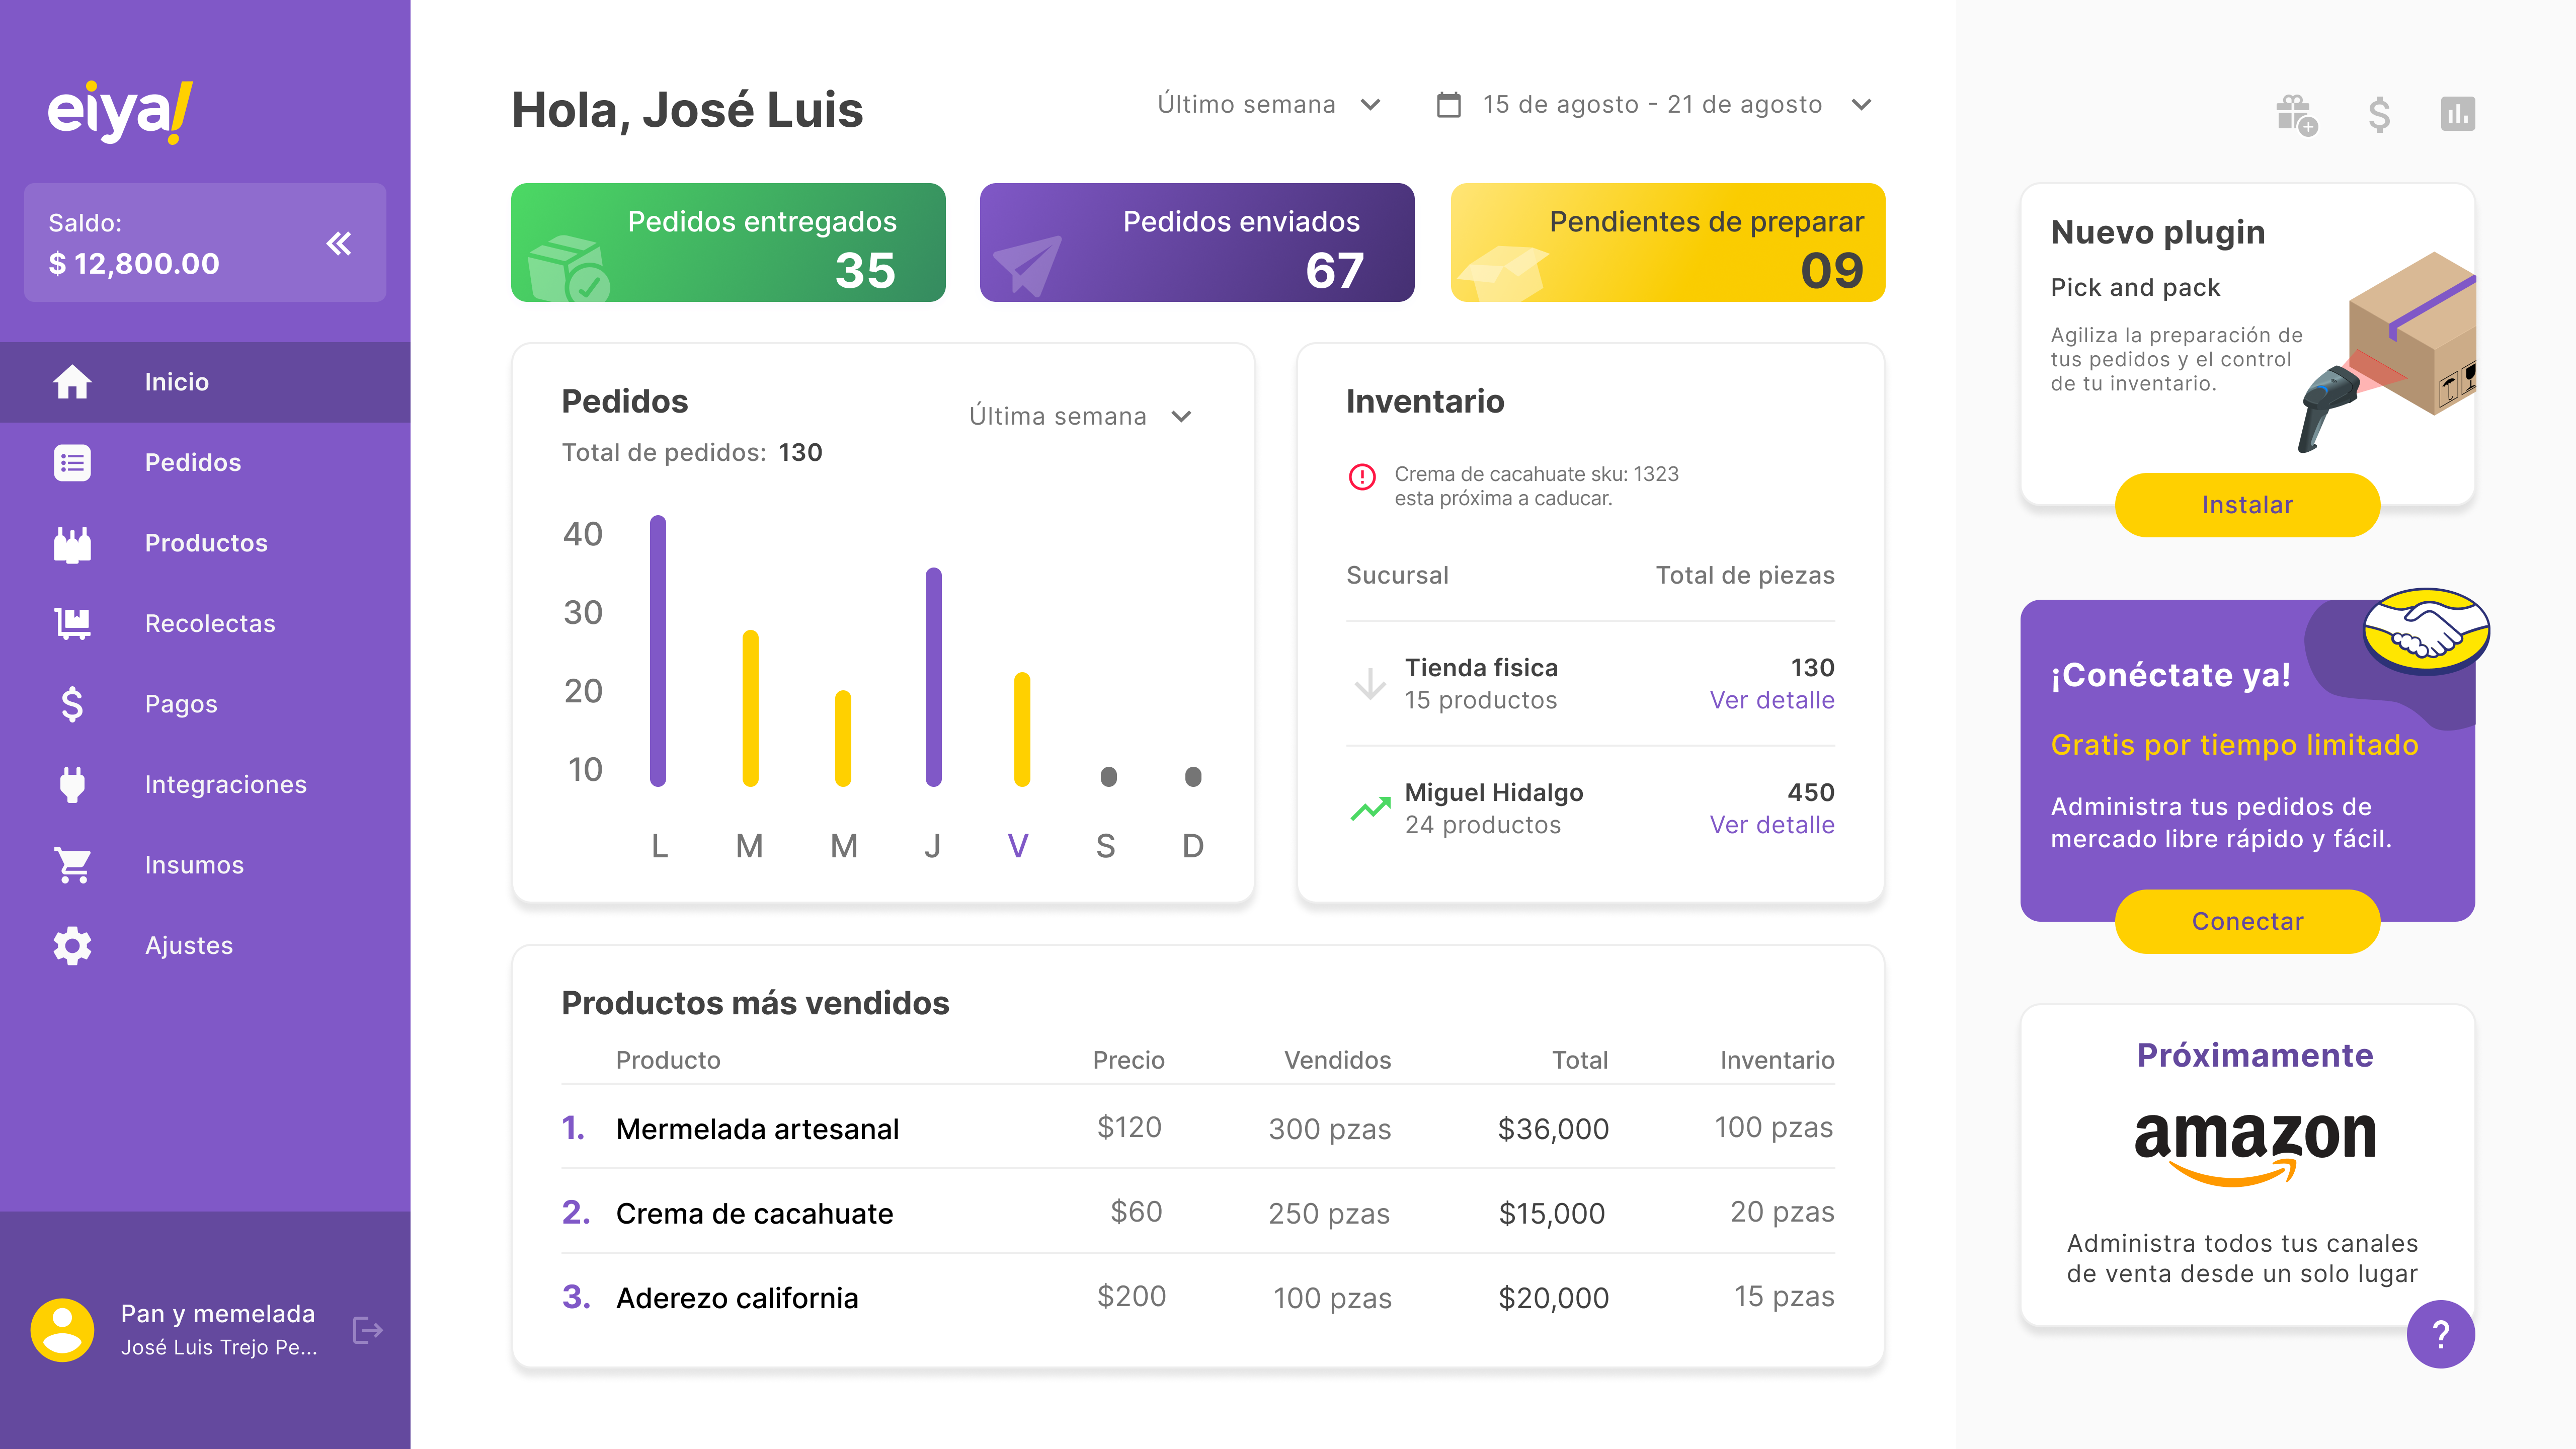 eiya!
Saldo:
$ 12,800.00
Inicio
Pedidos
Productos
Recolectas
Pagos
Integraciones
Insumos
Ajustes
Pan y memelada
José Luis Trejo Pe...
Hola, José Luis
Último semana
15 de agosto - 21 de agosto
Pedidos entregados
35
Pedidos enviados
67
Pendientes de preparar
09
Pedidos
Última semana
Total de pedidos: 130
40
30
20
10
L M M J V S D
Inventario
Crema de cacahuate sku: 1323
esta próxima a caducar.
Sucursal Total de piezas
Tienda fisica 130
15 productos Ver detalle
Miguel Hidalgo 450
24 productos Ver detalle
Productos más vendidos
Producto Precio Vendidos Total Inventario
1. Mermelada artesanal $120 300 pzas $36,000 100 pzas
2. Crema de cacahuate $60 250 pzas $15,000 20 pzas
3. Aderezo california $200 100 pzas $20,000 15 pzas
Nuevo plugin
Pick and pack
Agiliza la preparación de
tus pedidos y el control
de tu inventario.
Instalar
¡Conéctate ya!
Gratis por tiempo limitado
Administra tus pedidos de
mercado libre rápido y fácil.
Conectar
Próximamente
amazon
Administra todos tus canales
de venta desde un solo lugar
?